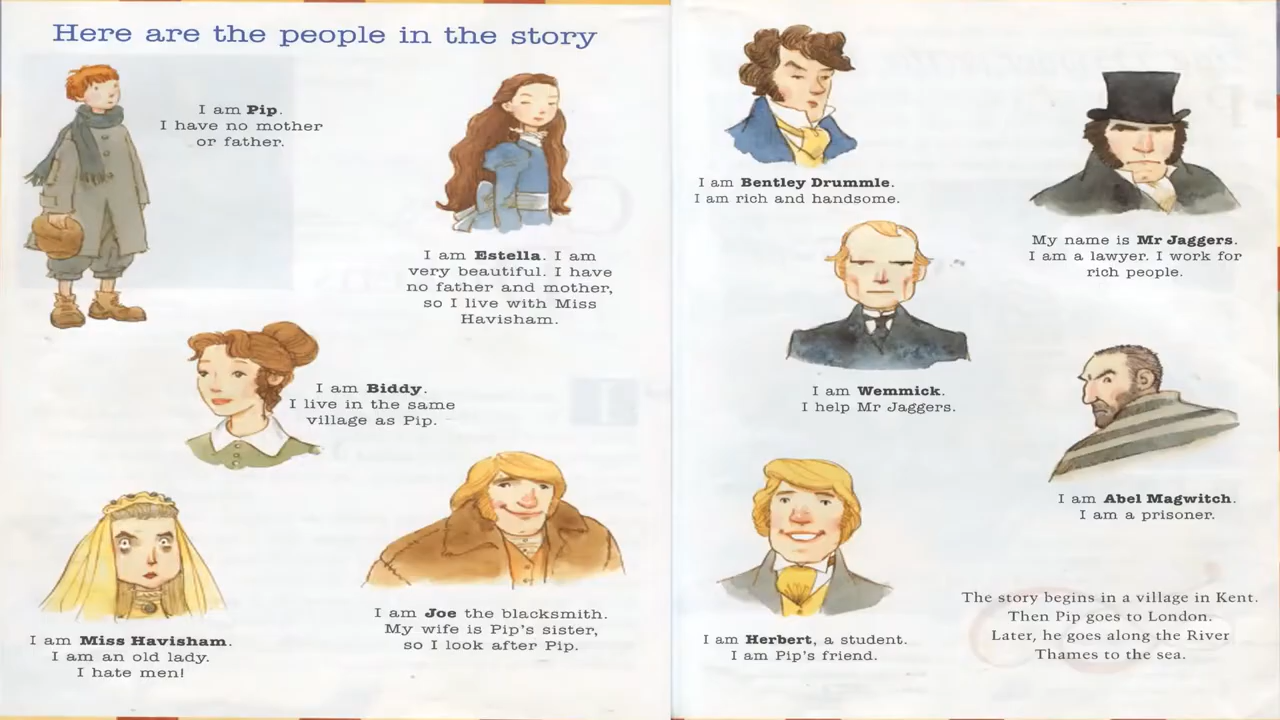 Here are the people in the story
I am Pip.
I have no mother
or father.
I am Estella. I am
very beautiful. I have
no father and mother,
so I live with Miss
Havisham.
I am Biddy.
I live in the same
village as Pip.
I am Miss Havisham.
I am an old lady.
I hate men!
I am Joe the blacksmith.
My wife is Pip's sister,
so I look after Pip.
I am Bentley Drummle.
I am rich and handsome.
My name is Mr Jaggers.
I am a lawyer. I work for
rich people.
I am Wemmick.
I help Mr Jaggers.
I am Abel Magwitch.
I am a prisoner.
I am Herbert, a student.
I am Pip's friend.
The story begins in a village in Kent.
Then Pip goes to London.
Later, he goes along the River
Thames to the sea.